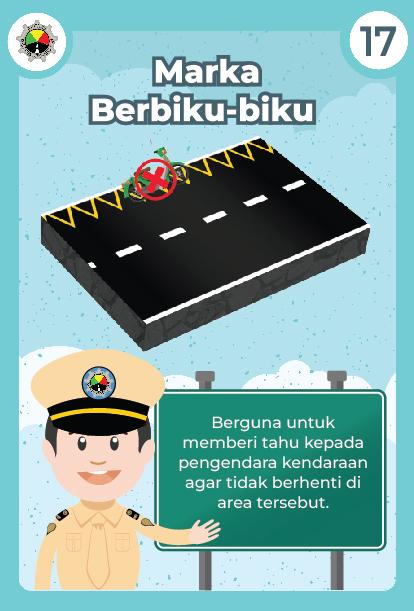 17
Marka
Berbiku-biku
Berguna untuk
memberi tahu kepada
pengendara kendaraan
agar tidak berhenti di
area tersebut.